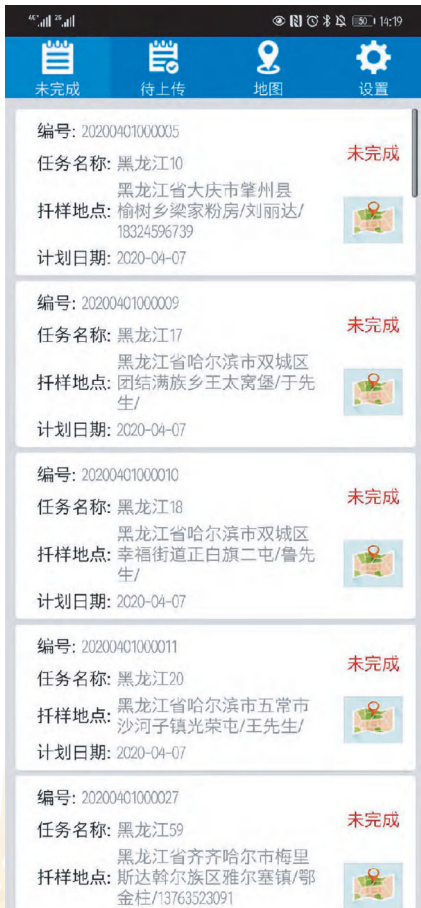 46 2G 50 14:19
未完成 待上传 地图 设置
编号: 20200401000005
未完成
任务名称: 黑龙江10
扦样地点: 黑龙江省大庆市肇州县
榆树乡梁家粉房/刘丽达/
18324596739
计划日期: 2020-04-07
编号: 20200401000009
未完成
任务名称: 黑龙江17
扦样地点: 黑龙江省哈尔滨市双城区
团结满族乡王太窝堡/于先
生/
计划日期: 2020-04-07
编号: 20200401000010
未完成
任务名称: 黑龙江18
扦样地点: 黑龙江省哈尔滨市双城区
幸福街道正白旗二屯/鲁先
生/
计划日期: 2020-04-07
编号: 20200401000011
未完成
任务名称: 黑龙江20
扦样地点: 黑龙江省哈尔滨市五常市
沙河子镇光荣屯/王先生/
计划日期: 2020-04-07
编号: 20200401000027
未完成
任务名称: 黑龙江59
扦样地点: 黑龙江省齐齐哈尔市梅里
斯达斡尔族区雅尔塞镇/鄂
金柱/13763523091